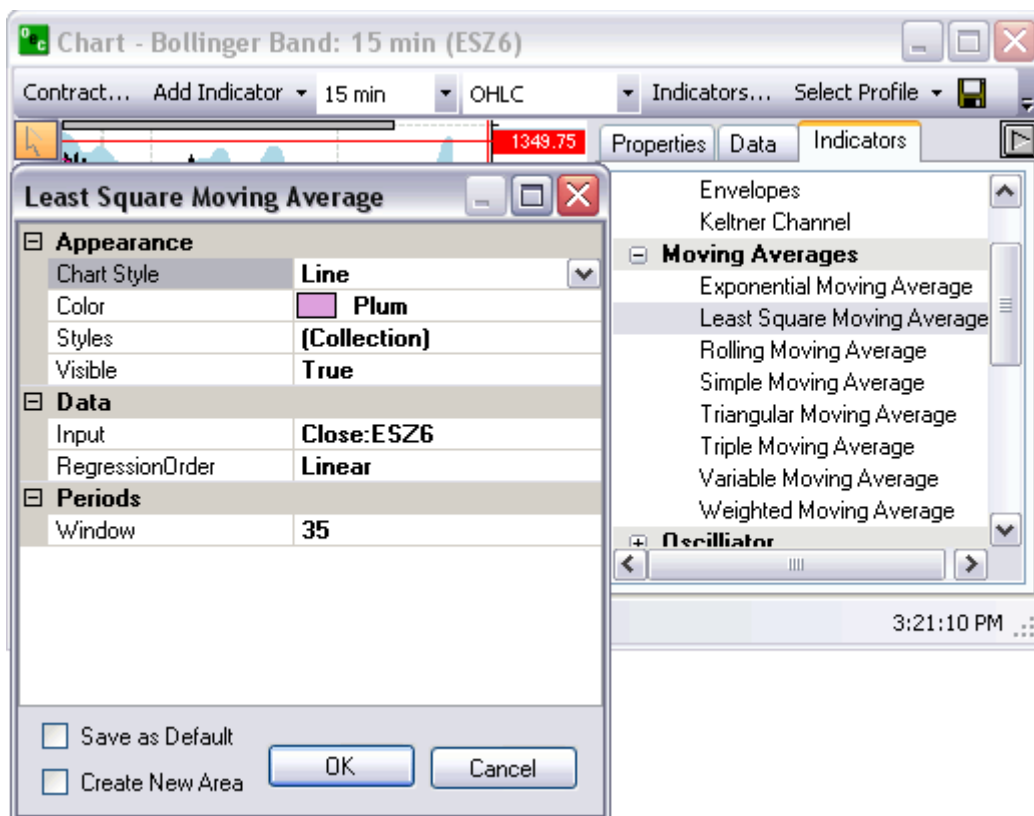 Oec Chart - Bollinger Band: 15 min (ESZ6)
Contract... Add Indicator 15 min OHLC Indicators... Select Profile
1349.75 Properties Data Indicators
Least Square Moving Average
Appearance
Chart Style Line
Color Plum
Styles (Collection)
Visible True
Data
Input Close:ESZ6
RegressionOrder Linear
Periods
Window 35
Save as Default
Create New Area
OK Cancel
Envelopes
Keltner Channel
Moving Averages
Exponential Moving Average
Least Square Moving Average
Rolling Moving Average
Simple Moving Average
Triangular Moving Average
Triple Moving Average
Variable Moving Average
Weighted Moving Average
Oscilliator
3:21:10 PM